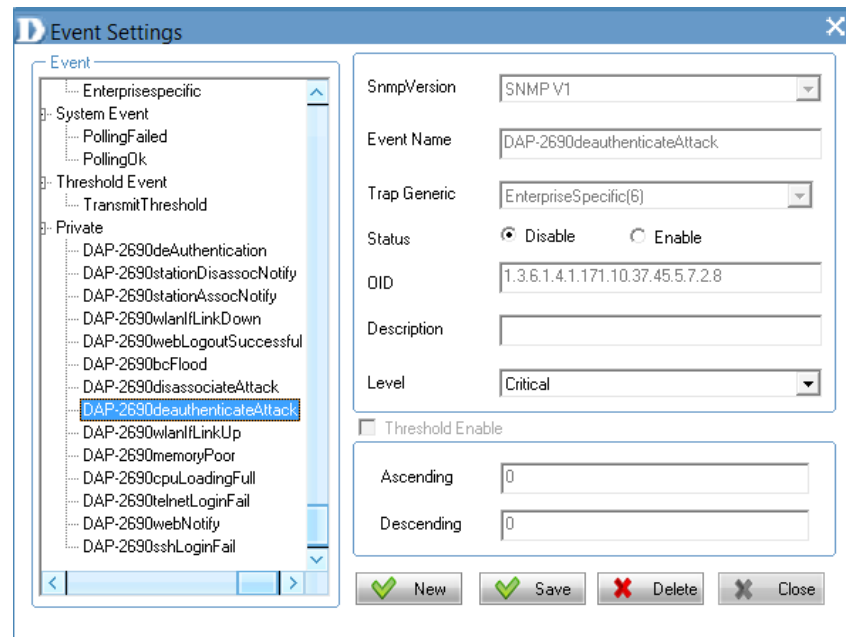 Event Settings
Event
Enterprisespecific
System Event
PollingFailed
PollingOk
Threshold Event
TransmitThreshold
Private
DAP-2690deAuthentication
DAP-2690stationDisassocNotify
DAP-2690stationAssocNotify
DAP-2690wlanIfLinkDown
DAP-2690webLogoutSuccessful
DAP-2690bcFlood
DAP-2690disassociateAttack
DAP-2690deauthenticateAttack
DAP-2690wlanIfLinkUp
DAP-2690memoryPoor
DAP-2690cpuLoadingFull
DAP-2690telnetLoginFail
DAP-2690webNotify
DAP-2690sshLoginFail
SnmpVersion SNMP V1
Event Name DAP-2690deauthenticateAttack
Trap Generic EnterpriseSpecific(6)
Status Disable Enable
OID 1.3.6.1.4.1.171.10.37.45.5.7.2.8
Description
Level Critical
Threshold Enable
Ascending 0
Descending 0
New Save Delete Close